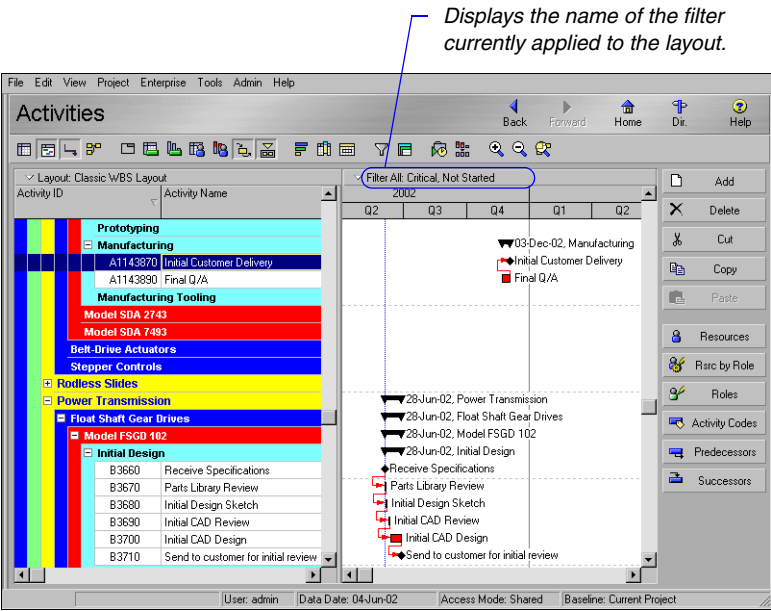 Displays the name of the filter
currently applied to the layout.
File Edit View Project Enterprise Tools Admin Help
Activities
Back Forward Home Dir. Help
Layout: Classic WBS Layout
Filter All: Critical, Not Started
Activity ID Activity Name
2002
Q2 Q3 Q4 Q1 Q2
Prototyping
Manufacturing
03-Dec-02, Manufacturing
A1143870 Initial Customer Delivery
Initial Customer Delivery
A1143890 Final Q/A
Final Q/A
Manufacturing Tooling
Model SDA 2743
Model SDA 7493
Belt-Drive Actuators
Stepper Controls
Rodless Slides
Power Transmission
28-Jun-02, Power Transmission
Float Shaft Gear Drives
28-Jun-02, Float Shaft Gear Drives
Model FSGD 102
28-Jun-02, Model FSGD 102
Initial Design
28-Jun-02, Initial Design
B3660 Receive Specifications
Receive Specifications
B3670 Parts Library Review
Parts Library Review
B3680 Initial Design Sketch
Initial Design Sketch
B3690 Initial CAD Review
Initial CAD Review
B3700 Initial CAD Design
Initial CAD Design
B3710 Send to customer for initial review
Send to customer for initial review
Add
Delete
Cut
Copy
Paste
Resources
Rsrc by Role
Roles
Activity Codes
Predecessors
Successors
User: admin Data Date: 04-Jun-02 Access Mode: Shared Baseline: Current Project